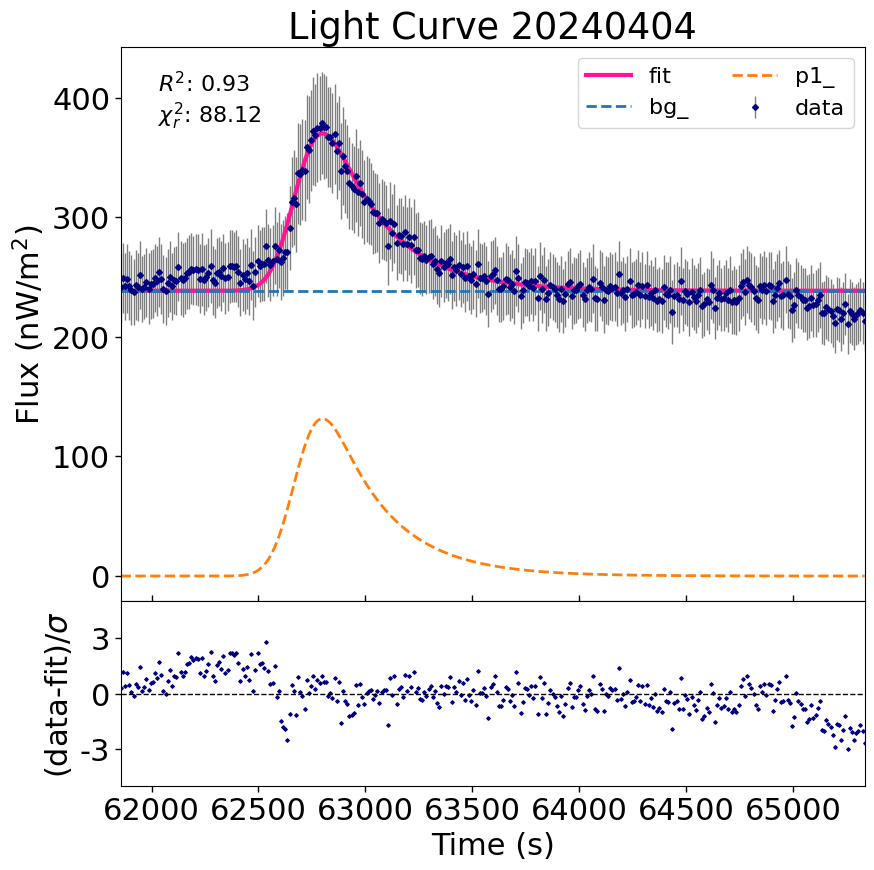 Light Curve 20240404
R²: 0.93
χ²ᵣ: 88.12
fit
bg_
p1_
data
Flux (nW/m²)
400
300
200
100
0
(data-fit)/σ
3
0
-3
62000 62500 63000 63500 64000 64500 65000
Time (s)